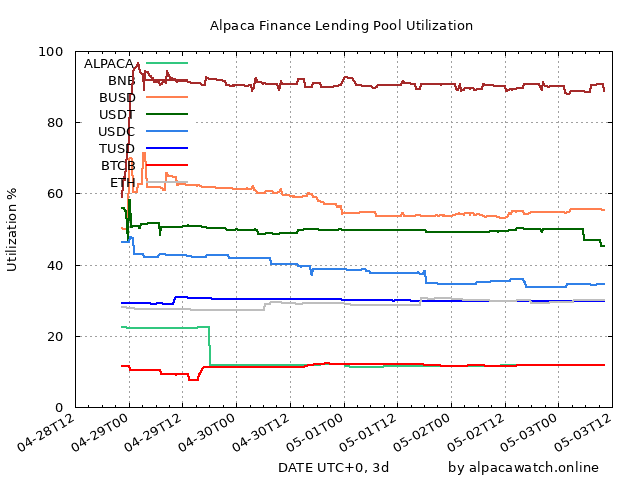 Alpaca Finance Lending Pool Utilization
Utilization %
100
80
60
40
20
0
ALPACA
BNB
BUSD
USDT
USDC
TUSD
BTCB
ETH
04-28T12
04-29T00
04-29T12
04-30T00
04-30T12
05-01T00
05-01T12
05-02T00
05-02T12
05-03T00
05-03T12
DATE UTC+0, 3d
by alpacawatch.online